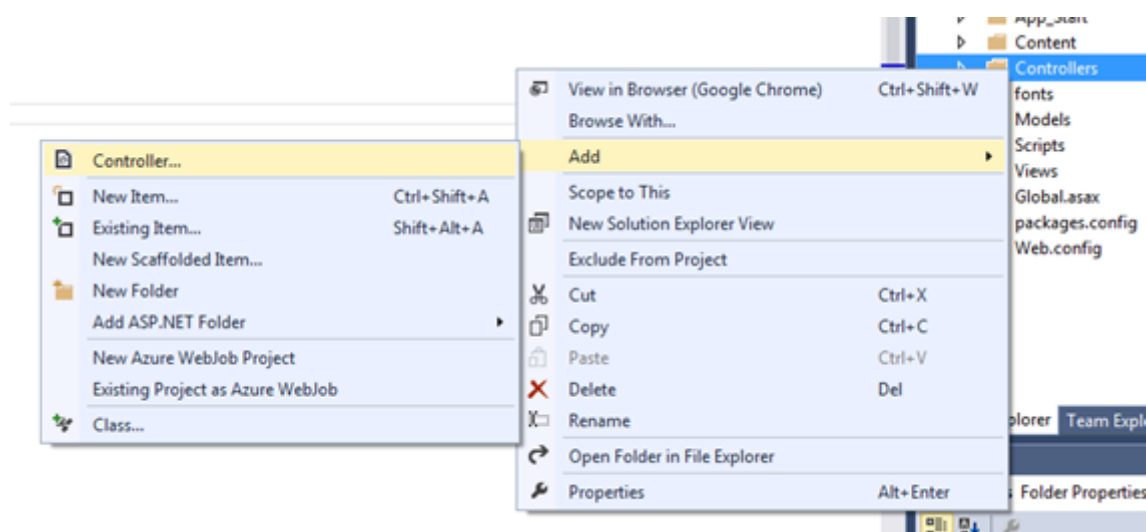 App_Start
Content
Controllers
fonts
Models
Scripts
Views
Global.asax
packages.config
Web.config
View in Browser (Google Chrome) Ctrl+Shift+W
Browse With...
Add
Scope to This
New Solution Explorer View
Exclude From Project
Cut Ctrl+X
Copy Ctrl+C
Paste Ctrl+V
Delete Del
Rename
Open Folder in File Explorer
Properties Alt+Enter
Controller...
New Item... Ctrl+Shift+A
Existing Item... Shift+Alt+A
New Scaffolded Item...
New Folder
Add ASP.NET Folder
New Azure WebJob Project
Existing Project as Azure WebJob
Class...
plorer Team Expl
s Folder Properties